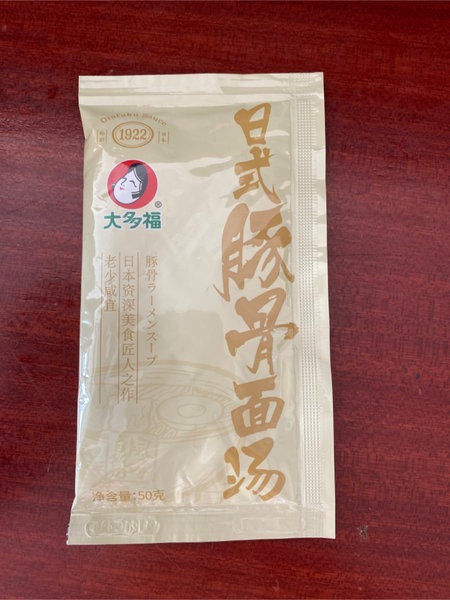 Otafuku Sauce
1922
大多福®
日式豚骨面汤
豚骨ラーメンスープ
日本资深美食匠人之作
老少咸宜
净含量:50克